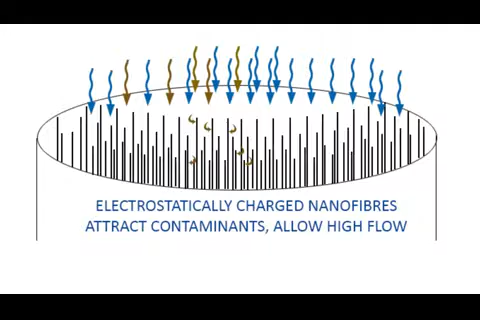 ELECTROSTATICALLY CHARGED NANOFIBRES
ATTRACT CONTAMINANTS, ALLOW HIGH FLOW